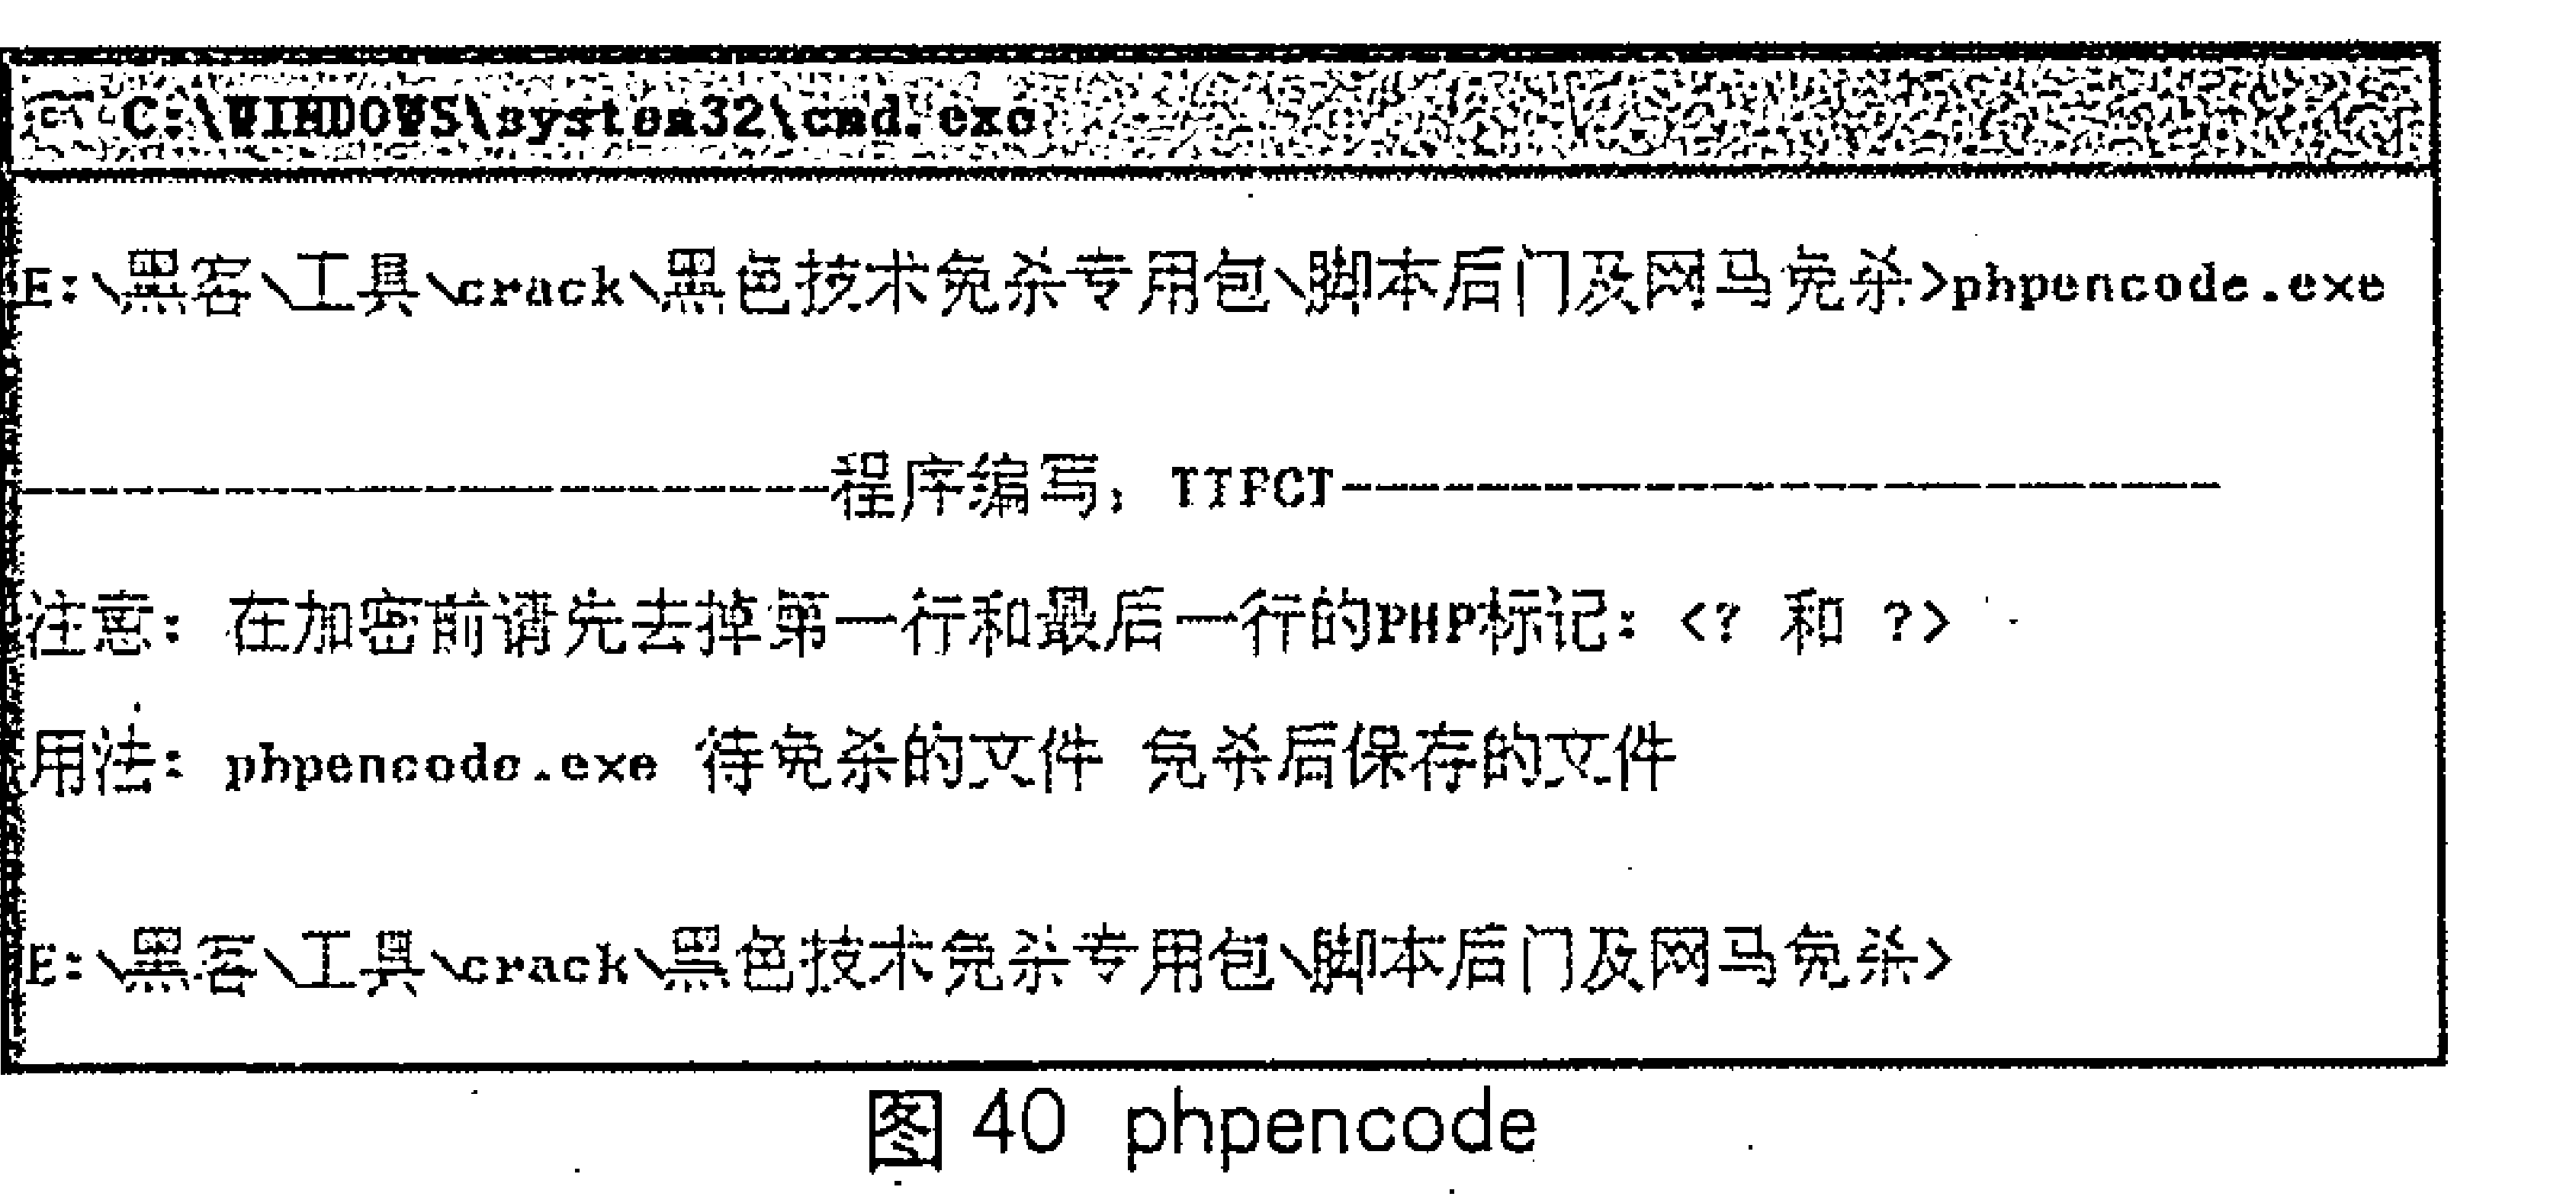 C:\WINDOWS\system32\cmd.exe
E:\黑客\工具\crack\黑色技术免杀专用包\脚本后门及网马免杀>phpencode.exe
------------------------程序编写，TTFCT--------------------------
注意：在加密前请先去掉第一行和最后一行的PHP标记：<? 和 ?>
用法：phpencode.exe 待免杀的文件 免杀后保存的文件
E:\黑客\工具\crack\黑色技术免杀专用包\脚本后门及网马免杀>
图 40 phpencode